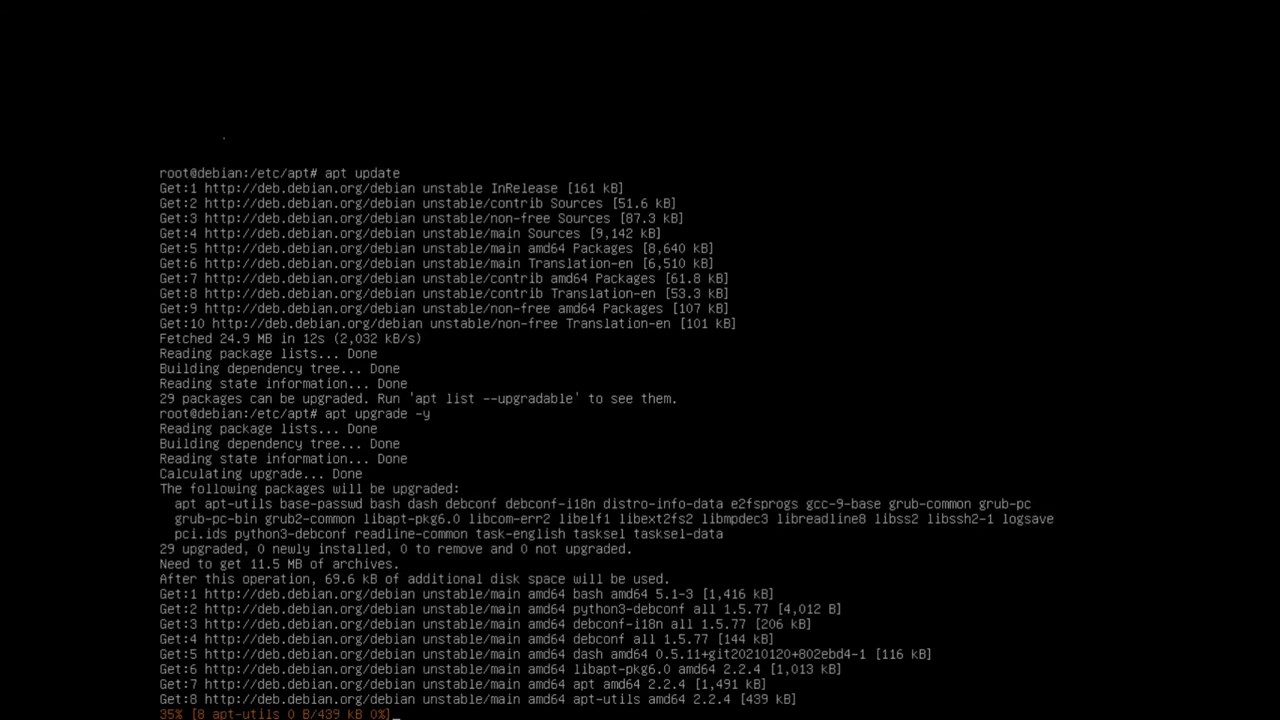 root@debian:/etc/apt# apt update
Get:1 http://deb.debian.org/debian unstable InRelease [161 kB]
Get:2 http://deb.debian.org/debian unstable/contrib Sources [51.6 kB]
Get:3 http://deb.debian.org/debian unstable/non-free Sources [87.3 kB]
Get:4 http://deb.debian.org/debian unstable/main Sources [9,142 kB]
Get:5 http://deb.debian.org/debian unstable/main amd64 Packages [8,640 kB]
Get:6 http://deb.debian.org/debian unstable/main Translation-en [6,510 kB]
Get:7 http://deb.debian.org/debian unstable/contrib amd64 Packages [61.8 kB]
Get:8 http://deb.debian.org/debian unstable/contrib Translation-en [53.3 kB]
Get:9 http://deb.debian.org/debian unstable/non-free amd64 Packages [107 kB]
Get:10 http://deb.debian.org/debian unstable/non-free Translation-en [101 kB]
Fetched 24.9 MB in 12s (2,032 kB/s)
Reading package lists... Done
Building dependency tree... Done
Reading state information... Done
29 packages can be upgraded. Run 'apt list --upgradable' to see them.
root@debian:/etc/apt# apt upgrade -y
Reading package lists... Done
Building dependency tree... Done
Reading state information... Done
Calculating upgrade... Done
The following packages will be upgraded:
apt apt-utils base-passwd bash dash debconf debconf-i18n distro-info-data e2fsprogs gcc-9-base grub-common grub-pc
grub-pc-bin grub2-common libapt-pkg6.0 libcom-err2 libelf1 libext2fs2 libmpdec3 libreadline8 libss2 libssh2-1 logsave
pci.ids python3-debconf readline-common task-english tasksel tasksel-data
29 upgraded, 0 newly installed, 0 to remove and 0 not upgraded.
Need to get 11.5 MB of archives.
After this operation, 69.6 kB of additional disk space will be used.
Get:1 http://deb.debian.org/debian unstable/main amd64 bash amd64 5.1-3 [1,416 kB]
Get:2 http://deb.debian.org/debian unstable/main amd64 python3-debconf all 1.5.77 [4,012 B]
Get:3 http://deb.debian.org/debian unstable/main amd64 debconf-i18n all 1.5.77 [206 kB]
Get:4 http://deb.debian.org/debian unstable/main amd64 debconf all 1.5.77 [144 kB]
Get:5 http://deb.debian.org/debian unstable/main amd64 dash amd64 0.5.11+git20210120+802ebd4-1 [116 kB]
Get:6 http://deb.debian.org/debian unstable/main amd64 libapt-pkg6.0 amd64 2.2.4 [1,013 kB]
Get:7 http://deb.debian.org/debian unstable/main amd64 apt amd64 2.2.4 [1,491 kB]
Get:8 http://deb.debian.org/debian unstable/main amd64 apt-utils amd64 2.2.4 [439 kB]
35% [8 apt-utils 0 B/439 kB 0%]_